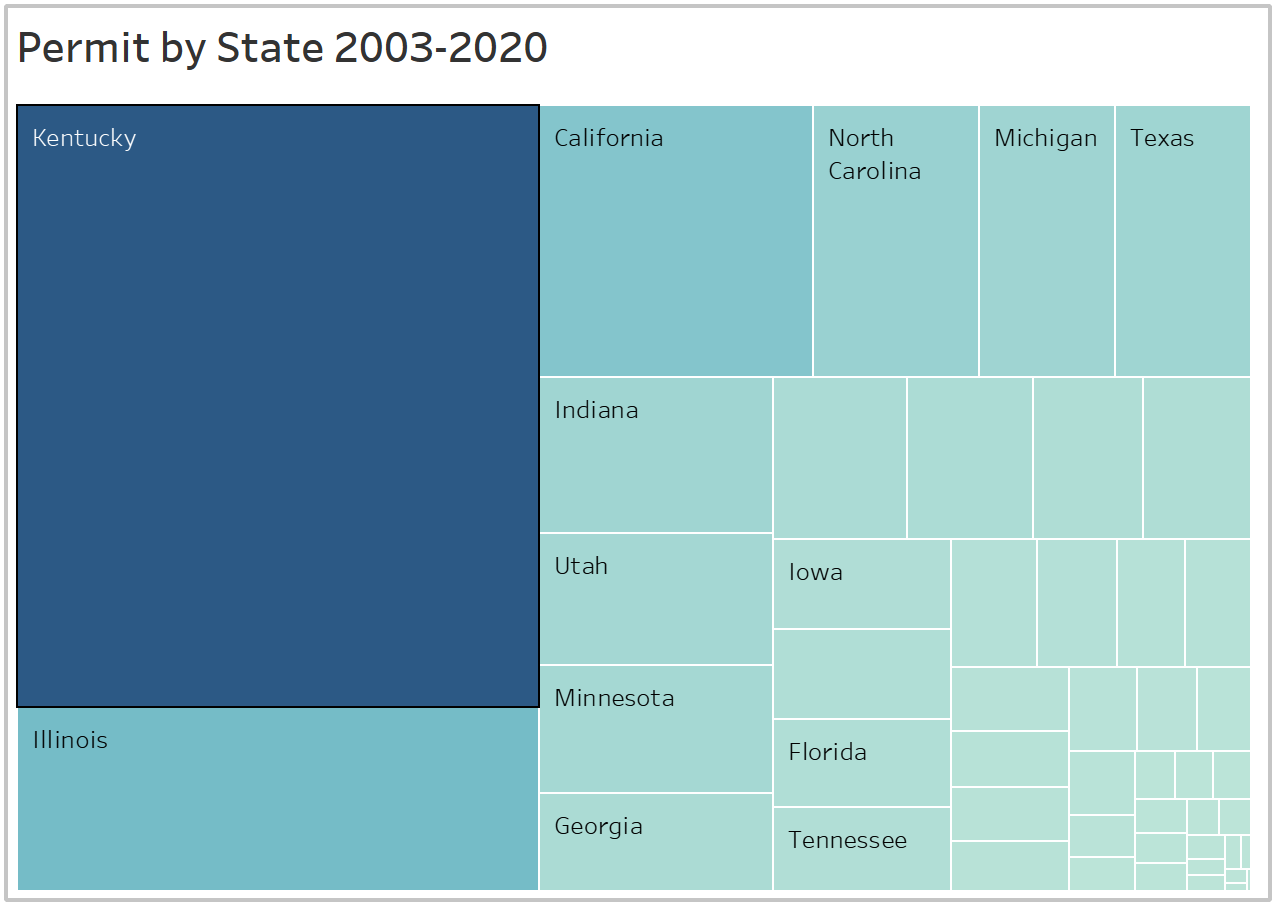 Permit by State 2003-2020
Kentucky
California
North
Carolina
Michigan
Texas
Indiana
Utah
Iowa
Minnesota
Illinois
Florida
Georgia
Tennessee